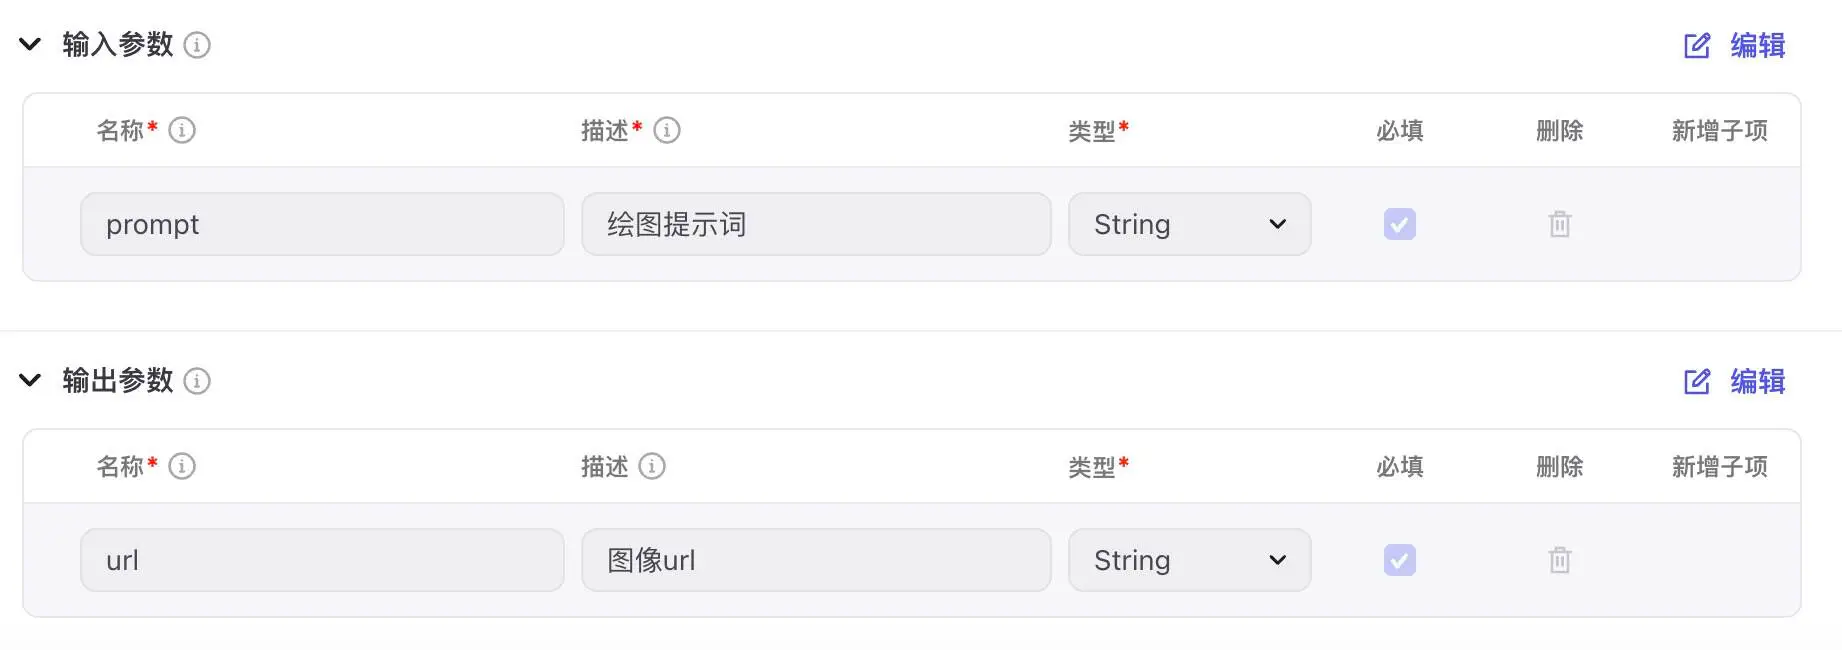 输入参数 编辑
名称* 描述* 类型* 必填 删除 新增子项
prompt 绘图提示词 String
输出参数 编辑
名称* 描述 类型* 必填 删除 新增子项
url 图像url String